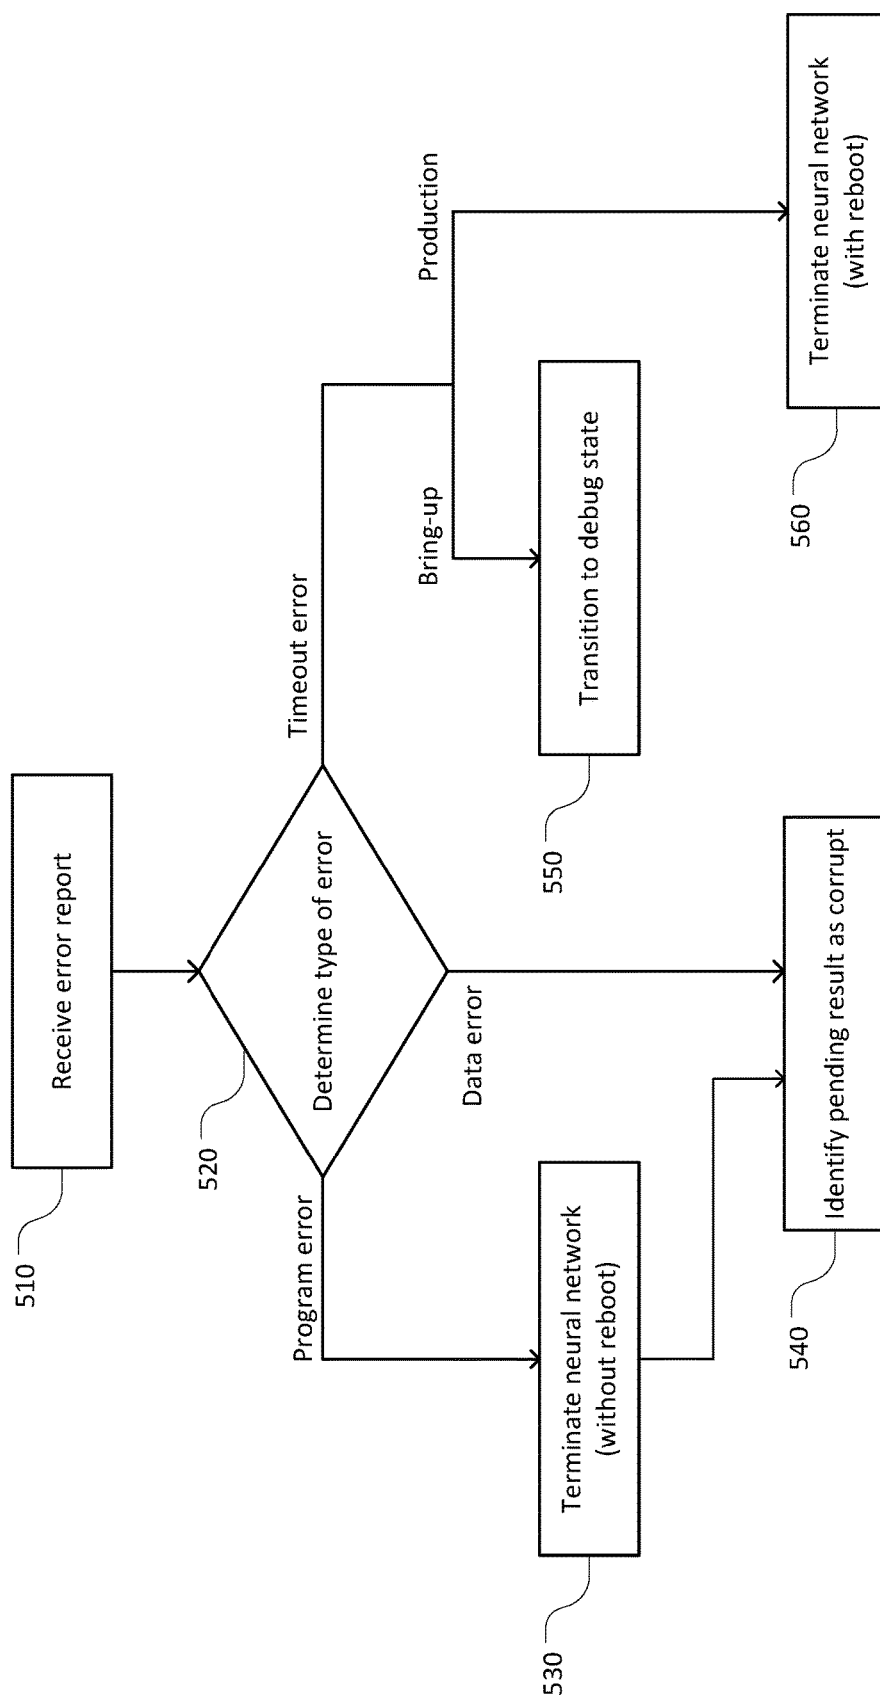 510
Receive error report
520
Determine type of error
Program error
Data error
Timeout error
530
Terminate neural network
(without reboot)
540
Identify pending result as corrupt
Bring-up
Production
550
Transition to debug state
560
Terminate neural network
(with reboot)